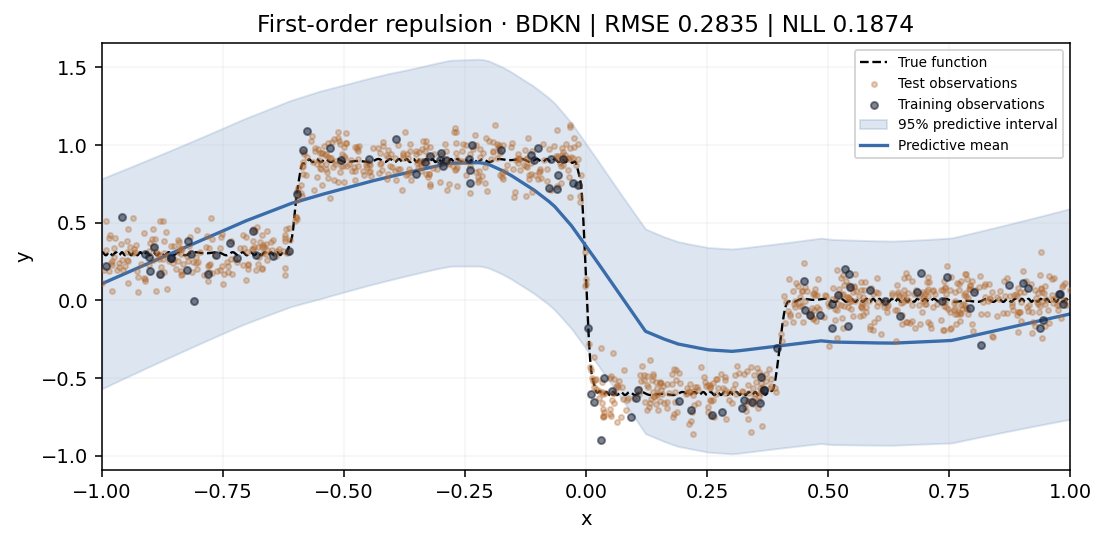 First-order repulsion · BDKN | RMSE 0.2835 | NLL 0.1874
True function
Test observations
Training observations
95% predictive interval
Predictive mean
y
1.5
1.0
0.5
0.0
−0.5
−1.0
−1.00
−0.75
−0.50
−0.25
0.00
0.25
0.50
0.75
1.00
x